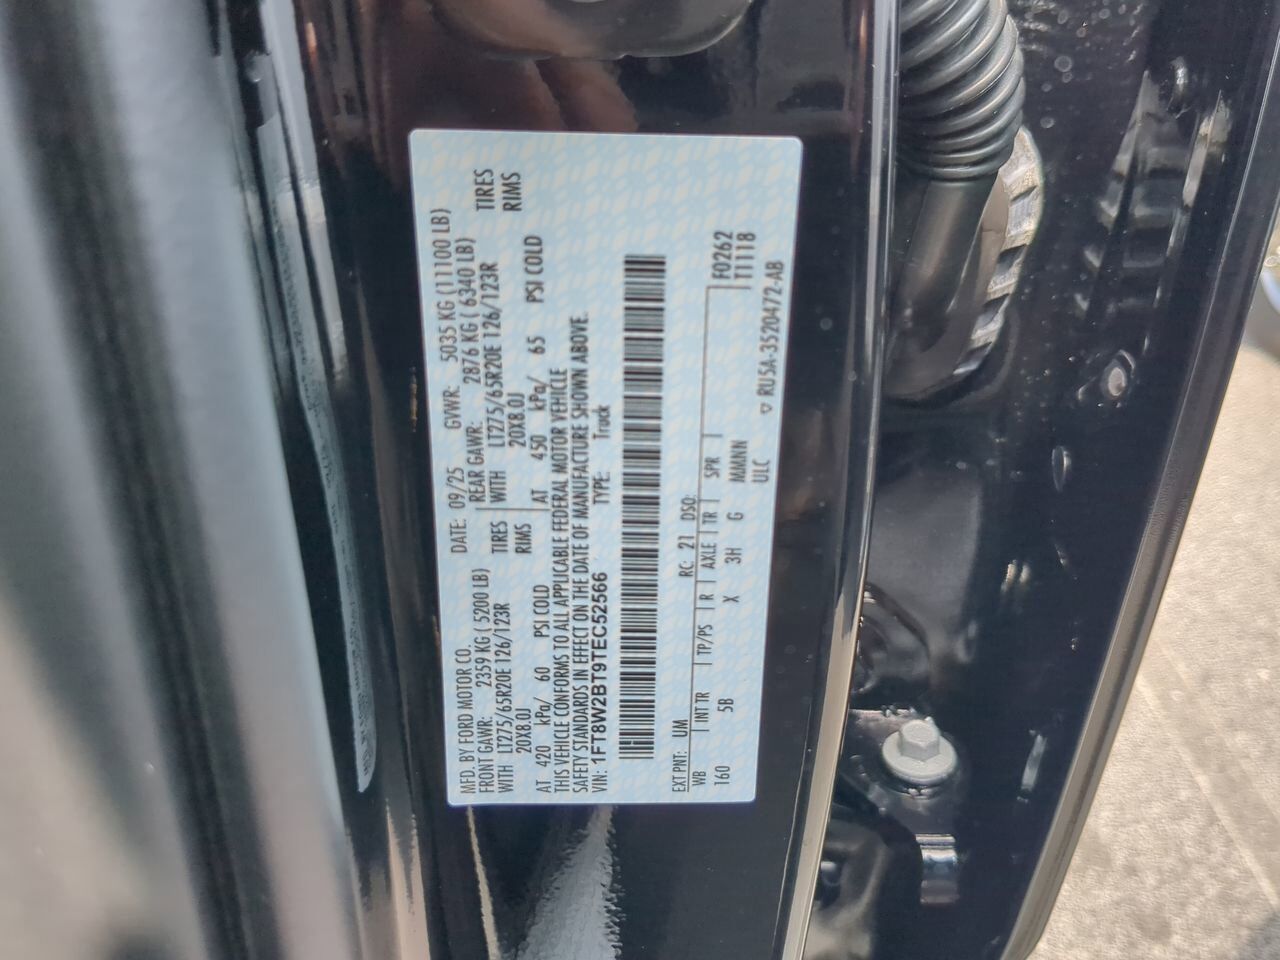 MFD. BY FORD MOTOR CO. DATE: 09/25 GVWR: 5035 KG (11100 LB)
FRONT GAWR: 2359 KG ( 5200 LB) REAR GAWR: 2876 KG ( 6340 LB)
WITH LT275/65R20E 126/123R TIRES WITH LT275/65R20E 126/123R TIRES
20X8.0J RIMS 20X8.0J RIMS
AT 420 kPa/ 60 PSI COLD AT 450 kPa/ 65 PSI COLD
THIS VEHICLE CONFORMS TO ALL APPLICABLE FEDERAL MOTOR VEHICLE
SAFETY STANDARDS IN EFFECT ON THE DATE OF MANUFACTURE SHOWN ABOVE.
VIN: 1FT8W2BT9TEC52566 TYPE: Truck
EXT PNT: UM RC: 21 DSO:
WB INT TR TP/PS R AXLE TR SPR F0262
160 5B X 3H G MMMNN T1118
ULC
▽ RU5A-3520472-AB